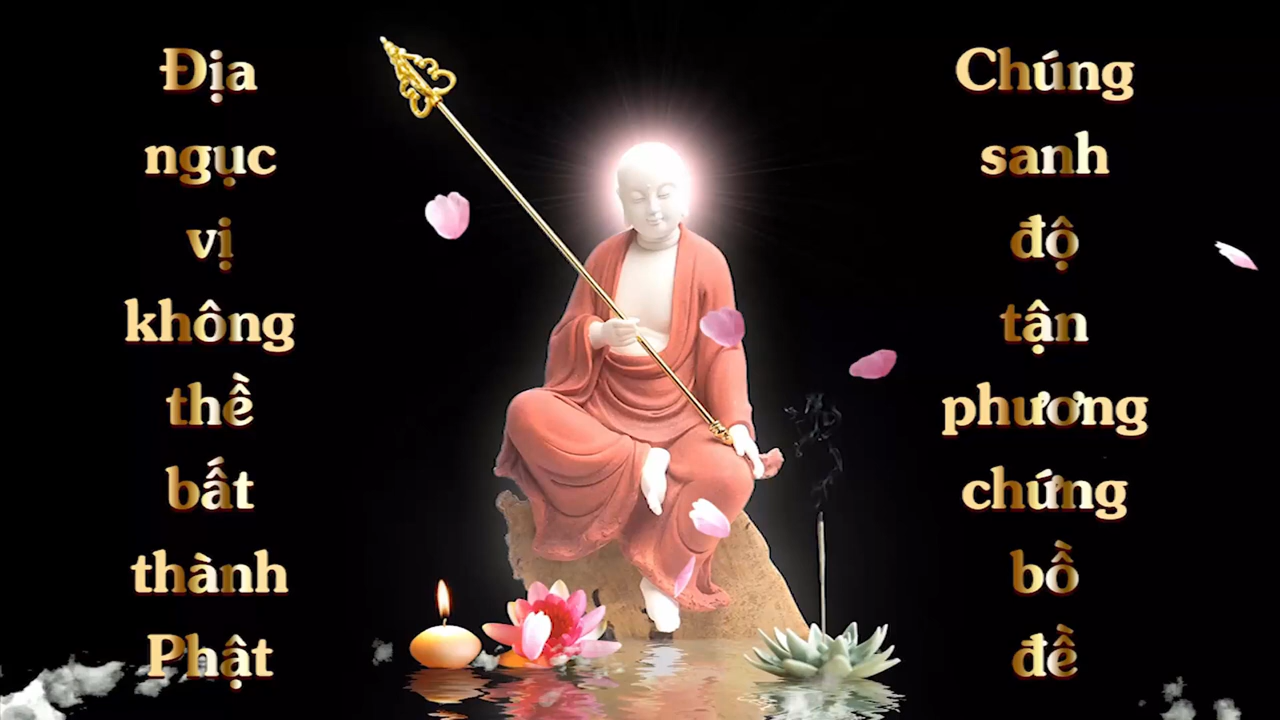 Địa
ngục
vị
không
thề
bất
thành
Phật
Chúng
sanh
độ
tận
phương
chứng
bồ
đề